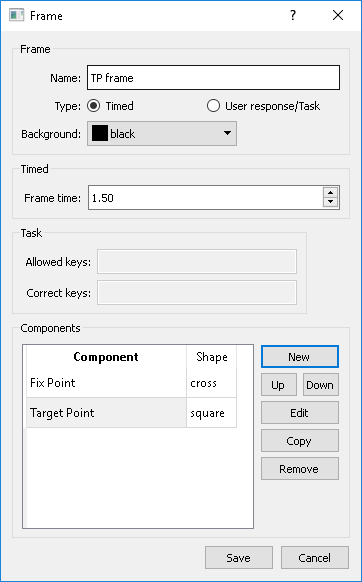 Frame
?
Frame
Name: TP frame
Type: Timed User response/Task
Background: black
Timed
Frame time: 1.50
Task
Allowed keys:
Correct keys:
Components
Component Shape New
Fix Point cross Up Down
Target Point square Edit
Copy
Remove
Save Cancel